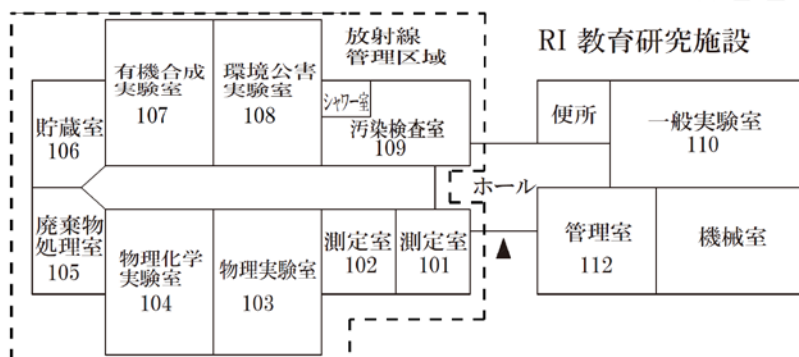 放射線
管理区域
RI 教育研究施設
有機合成
実験室
107
環境公害
実験室
108
シャワー室
汚染検査室
109
便所
一般実験室
110
貯蔵室
106
ホール
廃棄物
処理室
105
物理化学
実験室
104
物理実験室
103
測定室
102
測定室
101
管理室
112
機械室